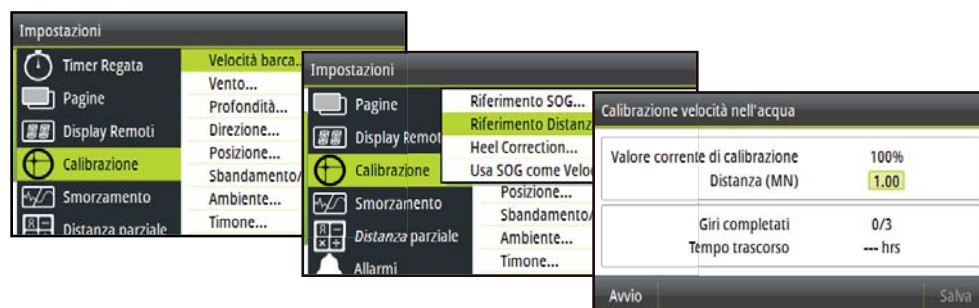 Impostazioni
Timer Regata
Pagine
Display Remoti
Calibrazione
Smorzamento
Distanza parziale
Velocità barca...
Vento...
Profondità...
Direzione...
Posizione...
Sbandamento/
Ambiente...
Timone...
Impostazioni
Pagine
Display Remoti
Calibrazione
Smorzamento
Distanza parziale
Allarmi
Riferimento SOG...
Riferimento Distanz
Heel Correction...
Usa SOG come Veloc
Posizione...
Sbandamento/
Ambiente...
Timone...
Calibrazione velocità nell'acqua
Valore corrente di calibrazione 100%
Distanza (MN) 1.00
Giri completati 0/3
Tempo trascorso --- hrs
Avvio Salva